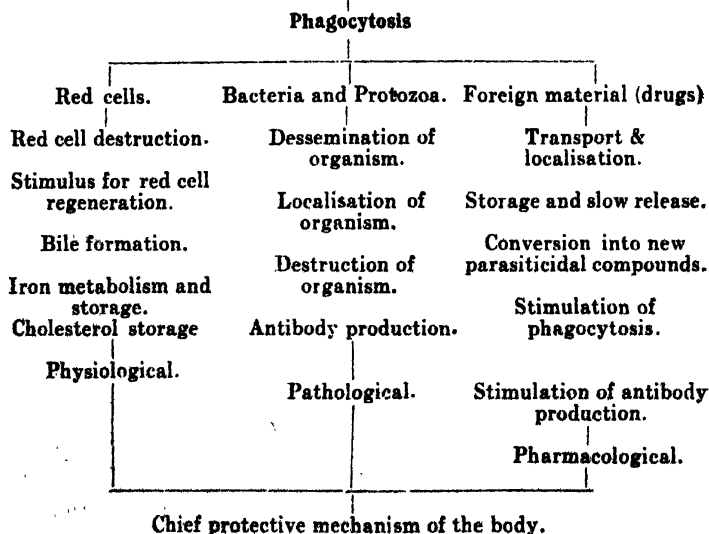 Phagocytosis
Red cells.
Red cell destruction.
Stimulus for red cell
regeneration.
Bile formation.
Iron metabolism and
storage.
Cholesterol storage
Physiological.
Bacteria and Protozoa.
Dessemination of
organism.
Localisation of
organism.
Destruction of
organism.
Antibody production.
Pathological.
Foreign material (drugs)
Transport &
localisation.
Storage and slow release.
Conversion into new
parasiticidal compounds.
Stimulation of
phagocytosis.
Stimulation of antibody
production.
Pharmacological.
Chief protective mechanism of the body.